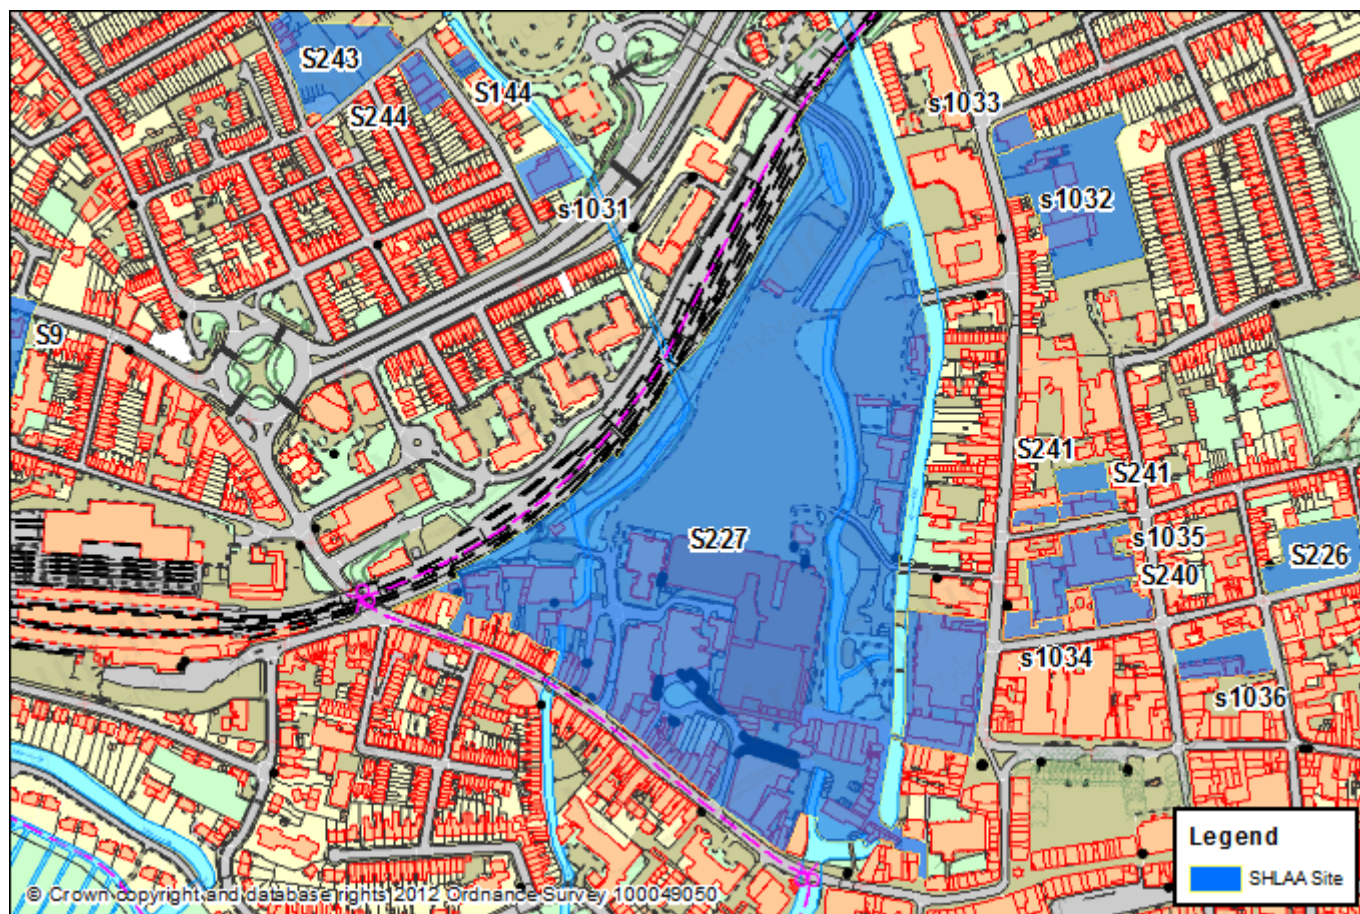 S243
S144
S244
s1033
s1032
s1031
S9
S241
S241
S227
s1035
S226
S240
s1034
s1036
Legend
SHLAA Site
© Crown copyright and database rights 2012 Ordnance Survey 100049050